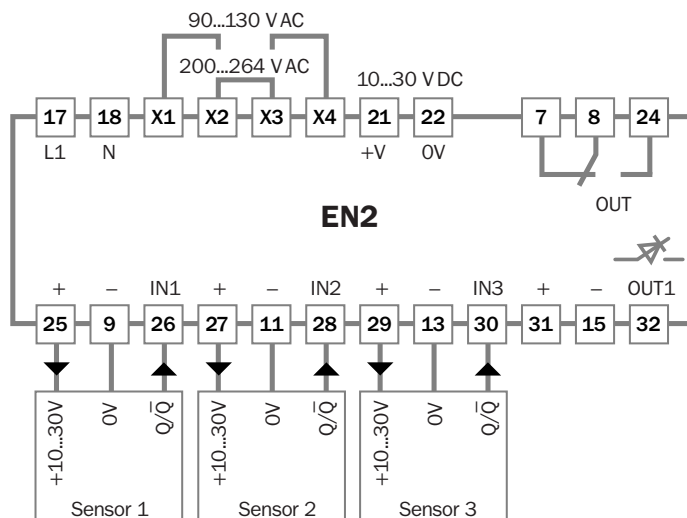 90...130 V AC
200...264 V AC
10...30 V DC
17 18 X1 X2 X3 X4 21 22 7 8 24
L1 N +V 0V
OUT
EN2
+ − IN1 + − IN2 + − IN3 + − OUT1
25 9 26 27 11 28 29 13 30 31 15 32
+10...30V 0V Q/Q̅ +10...30V 0V Q/Q̅ +10...30V 0V Q/Q̅
Sensor 1 Sensor 2 Sensor 3